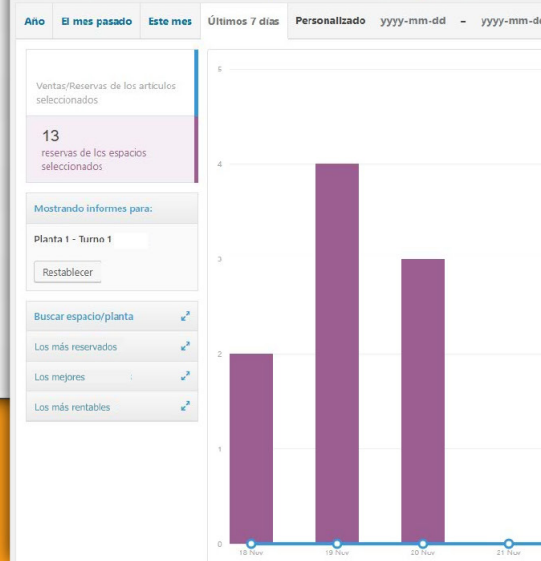 Año El mes pasado Este mes Últimos 7 días Personalizado yyyy-mm-dd – yyyy-mm-dd
Ventas/Reservas de los articulos
seleccionados
13
reservas de los espacios
seleccionados
Mostrando informes para:
Planta 1 - Turno 1
Restablecer
Buscar espacio/planta
Los más reservados
Los mejores
Los más rentables
5
4
3
2
1
0
18 Nov 19 Nov 20 Nov 21 Nov